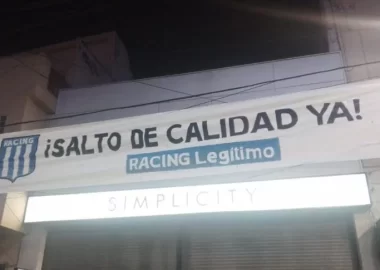 RACING
¡SALTO DE CALIDAD YA!
RACING Legítimo
SIMPLICITY